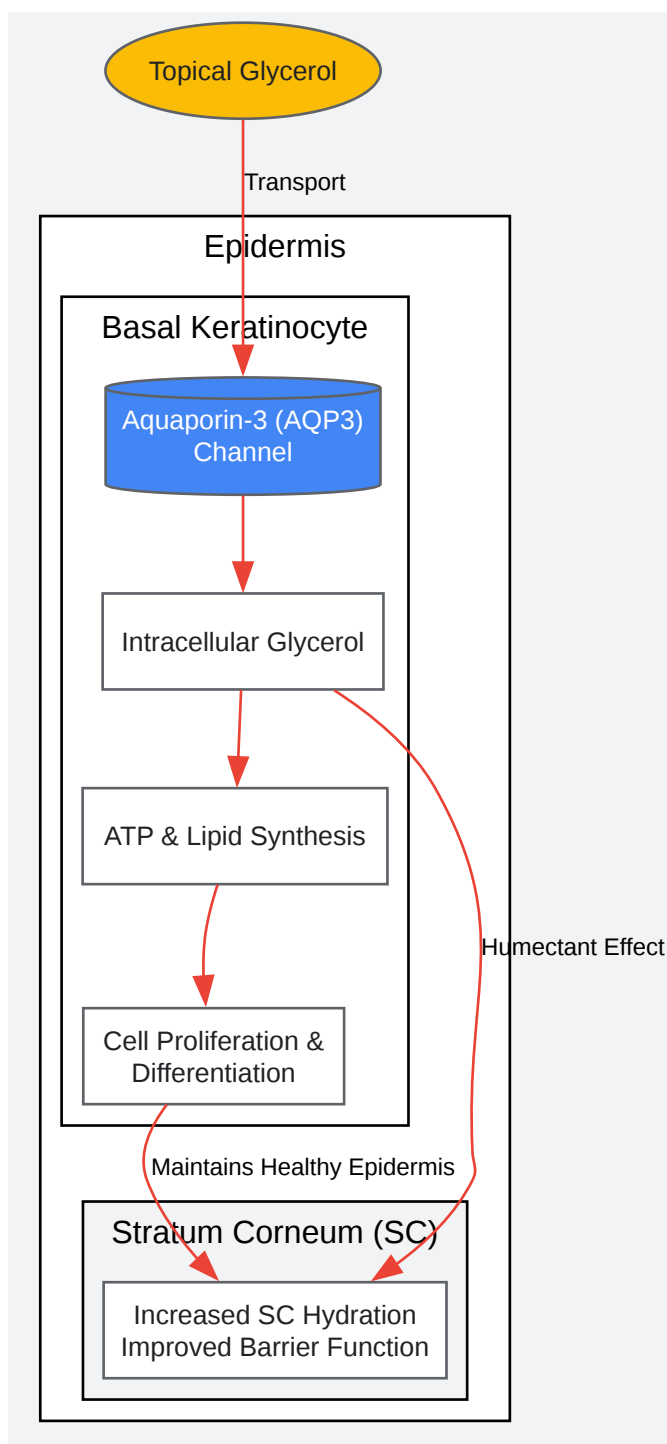 Topical Glycerol
Transport
Epidermis
Basal Keratinocyte
Aquaporin-3 (AQP3)
Channel
Intracellular Glycerol
ATP & Lipid Synthesis
Humectant Effect
Cell Proliferation &
Differentiation
Maintains Healthy Epidermis
Stratum Corneum (SC)
Increased SC Hydration
Improved Barrier Function